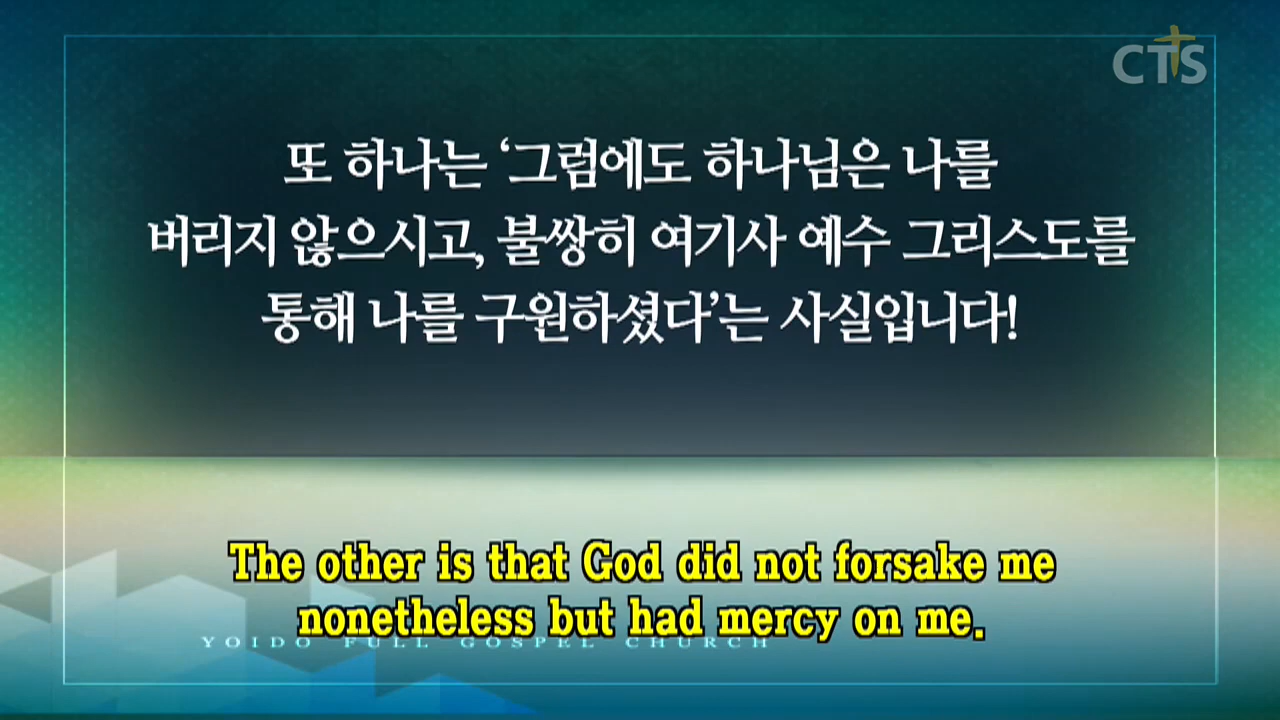 CTS
또 하나는 ‘그럼에도 하나님은 나를
버리지 않으시고, 불쌍히 여기사 예수 그리스도를
통해 나를 구원하셨다’는 사실입니다!
The other is that God did not forsake me
nonetheless but had mercy on me.
YOIDO FULL GOSPEL CHURCH